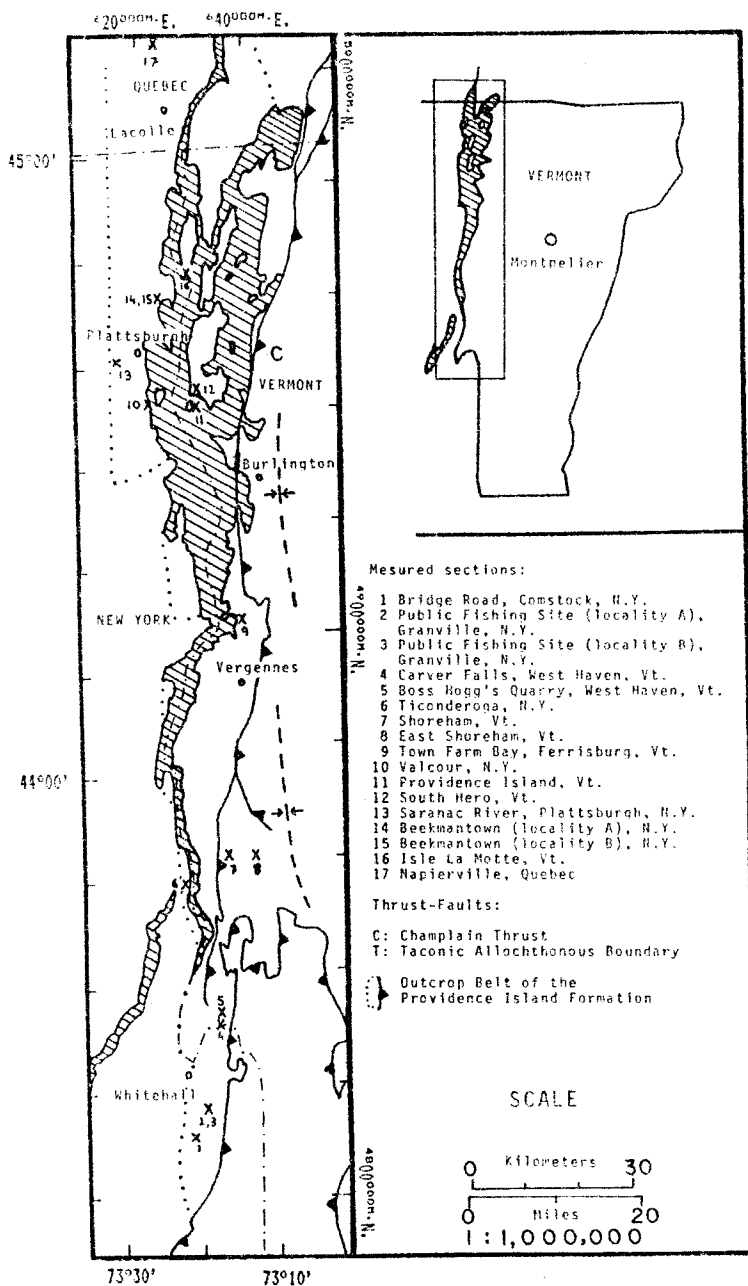 620000M.E. 640000M.E.
17
QUEBEC
Lacolle
5000000M.N.
45°00'
16
14,15
Plattsburgh
13
C
12
VERMONT
10
11
Burlington
NEW YORK
9
4900000M.N.
Vergennes
44°00'
7
8
6
5
Whitehall
4800000M.N.
73°30'
73°10'
VERMONT
Montpelier
Mesured sections:
1 Bridge Road, Comstock, N.Y.
2 Public Fishing Site (locality A),
Granville, N.Y.
3 Public Fishing Site (locality B),
Granville, N.Y.
4 Carver Falls, West Haven, Vt.
5 Boss Hogg's Quarry, West Haven, Vt.
6 Ticonderoga, N.Y.
7 Shoreham, Vt.
8 East Shoreham, Vt.
9 Town Farm Bay, Ferrisburg, Vt.
10 Valcour, N.Y.
11 Providence Island, Vt.
12 South Hero, Vt.
13 Saranac River, Plattsburgh, N.Y.
14 Beekmantown (locality A), N.Y.
15 Beekmantown (locality B), N.Y.
16 Isle La Motte, Vt.
17 Napierville, Quebec
Thrust-Faults:
C: Champlain Thrust
T: Taconic Allochthonous Boundary
Outcrop Belt of the
Providence Island Formation
SCALE
0 Kilometers 30
0 Miles 20
1:1,000,000